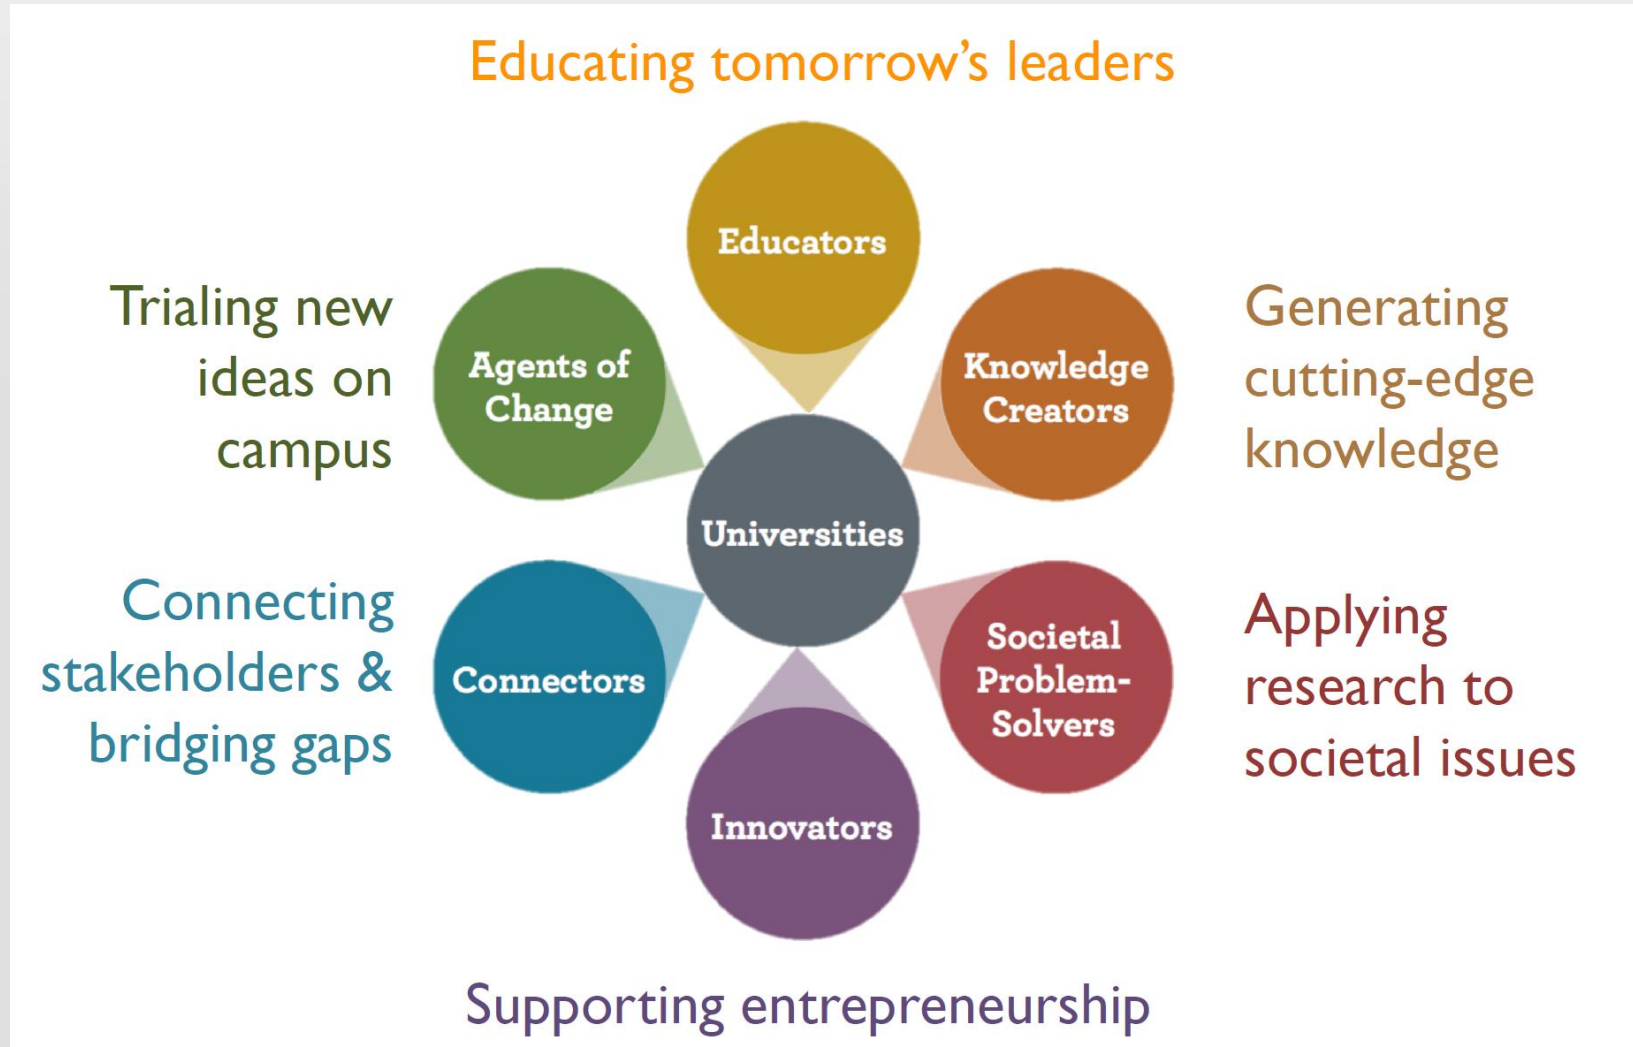 Educating tomorrow’s leaders
Educators
Trialing new
ideas on
campus
Agents of
Change
Knowledge
Creators
Generating
cutting-edge
knowledge
Universities
Connecting
stakeholders &
bridging gaps
Connectors
Societal
Problem-
Solvers
Applying
research to
societal issues
Innovators
Supporting entrepreneurship